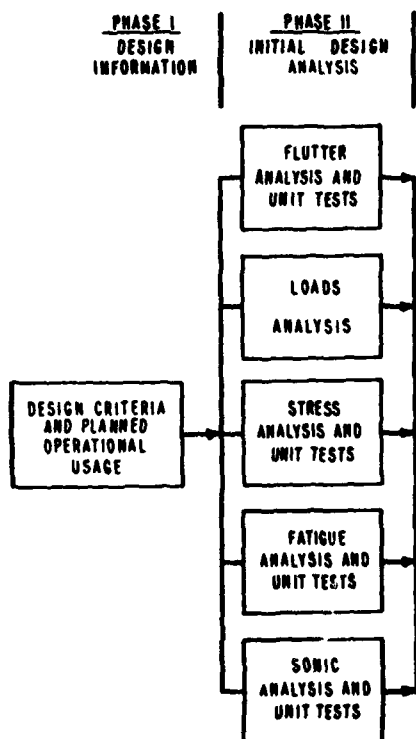 PHASE I
DESIGN
INFORMATION
PHASE II
INITIAL DESIGN
ANALYSIS
FLUTTER
ANALYSIS AND
UNIT TESTS
LOADS
ANALYSIS
DESIGN CRITERIA
AND PLANNED
OPERATIONAL
USAGE
STRESS
ANALYSIS AND
UNIT TESTS
FATIGUE
ANALYSIS AND
UNIT TESTS
SONIC
ANALYSIS AND
UNIT TESTS